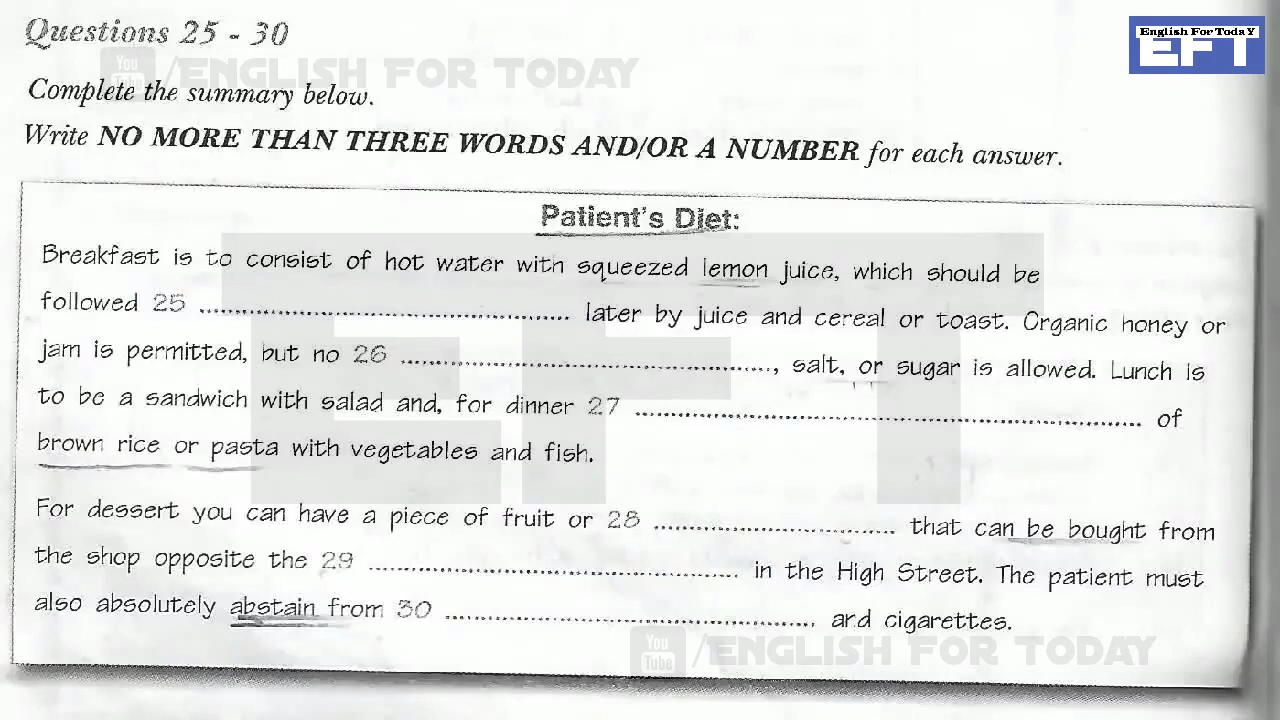 Questions 25 - 30
English For TodaY
EFT
You Tube /ENGLISH FOR TODAY
Complete the summary below.
Write NO MORE THAN THREE WORDS AND/OR A NUMBER for each answer.
Patient's Diet:
Breakfast is to consist of hot water with squeezed lemon juice, which should be
followed 25 ........................................ later by juice and cereal or toast. Organic honey or
jam is permitted, but no 26 ........................................, salt, or sugar is allowed. Lunch is
to be a sandwich with salad and, for dinner 27 ........................................ of
brown rice or pasta with vegetables and fish.
EFT
For dessert you can have a piece of fruit or 28 ........................................ that can be bought from
the shop opposite the 29 ........................................ in the High Street. The patient must
also absolutely abstain from 30 ........................................ and cigarettes.
You Tube /ENGLISH FOR TODAY